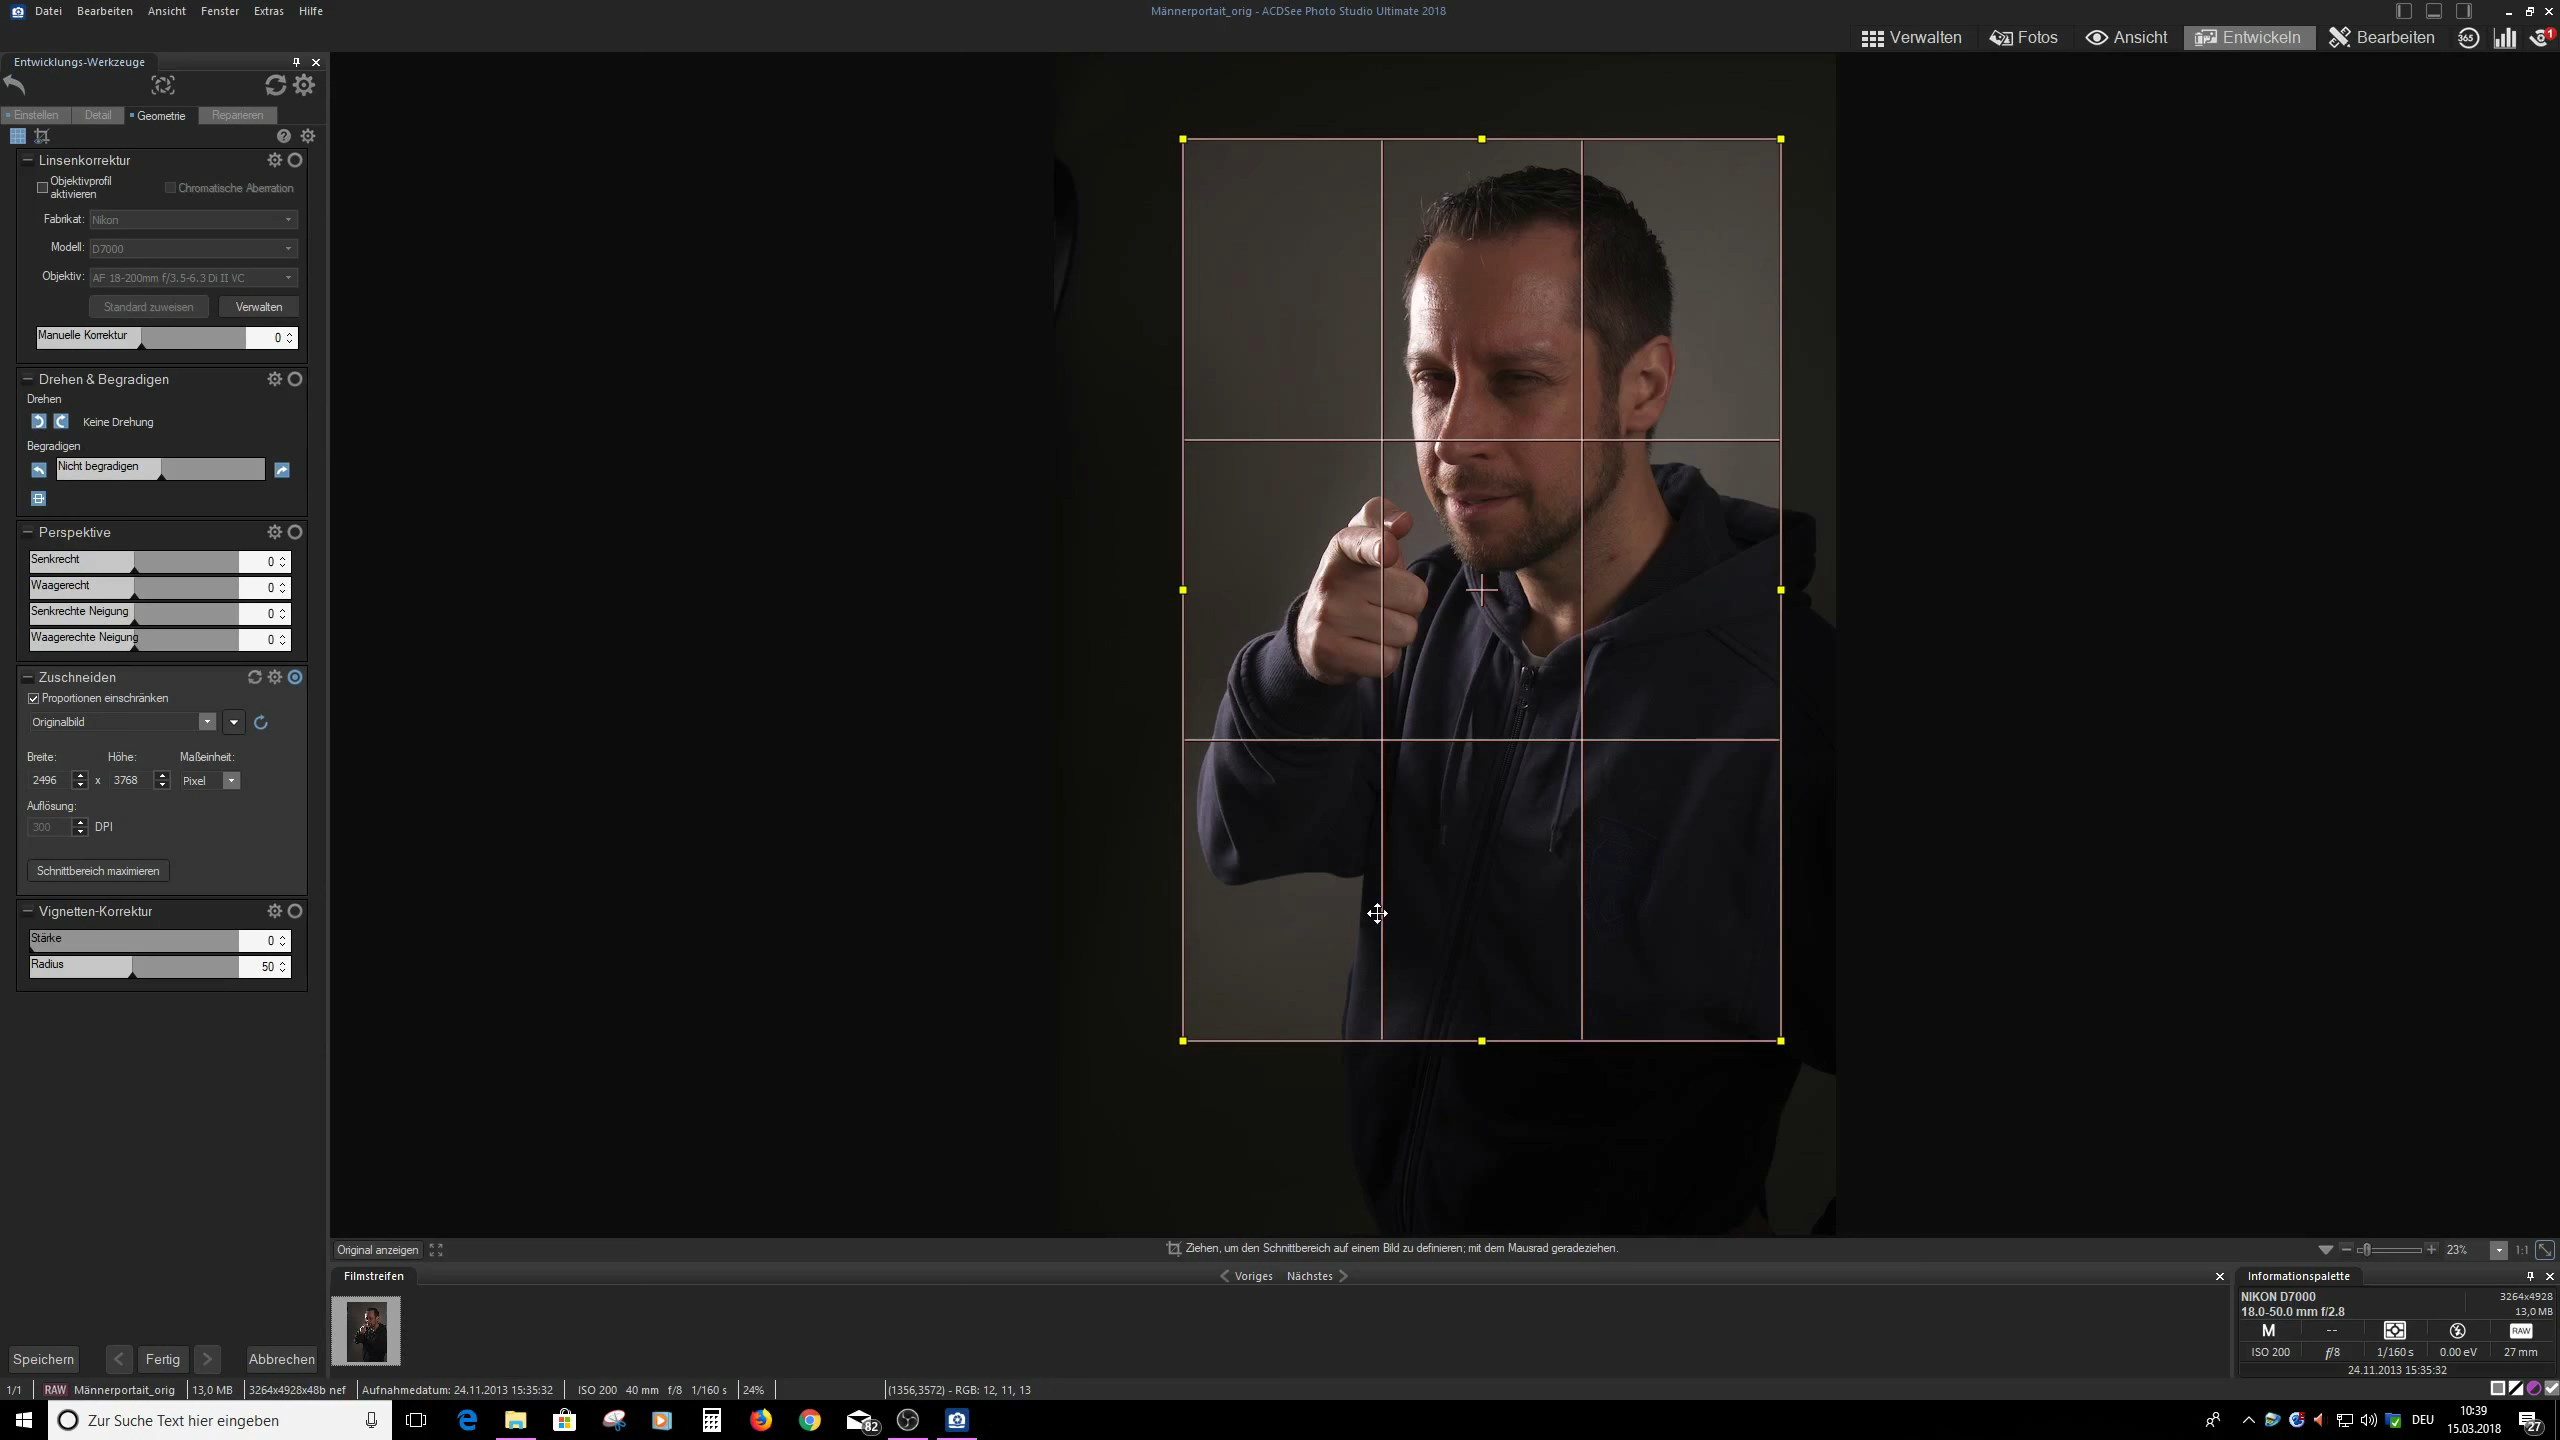 Datei Bearbeiten Ansicht Fenster Extras Hilfe
Männerportait_orig - ACDSee Photo Studio Ultimate 2018
Verwalten Fotos Ansicht Entwickeln Bearbeiten 365 1
Entwicklungs-Werkzeuge
Einstellen Detail Geometrie Reparieren
Linsenkorrektur
Objektivprofil aktivieren Chromatische Aberration
Fabrikat: Nikon
Modell: D7000
Objektiv: AF 18-200mm f/3.5-6.3 Di II VC
Standard zuweisen Verwalten
Manuelle Korrektur 0
Drehen & Begradigen
Drehen
Keine Drehung
Begradigen
Nicht begradigen
Perspektive
Senkrecht 0
Waagerecht 0
Senkrechte Neigung 0
Waagerechte Neigung 0
Zuschneiden
Proportionen einschränken
Originalbild
Breite: Höhe: Maßeinheit:
2496 x 3768 Pixel
Auflösung:
300 DPI
Schnittbereich maximieren
Vignetten-Korrektur
Stärke 0
Radius 50
Original anzeigen
Ziehen, um den Schnittbereich auf einem Bild zu definieren; mit dem Mausrad geradeziehen.
23% 1:1
Filmstreifen
Voriges Nächstes
Informationspalette
NIKON D7000 3264x4928
18.0-50.0 mm f/2.8 13,0 MB
M -- RAW
ISO 200 f/8 1/160 s 0.00 eV 27 mm
24.11.2013 15:35:32
Speichern < Fertig > Abbrechen
1/1 RAW Männerportait_orig 13,0 MB 3264x4928x48b nef Aufnahmedatum: 24.11.2013 15:35:32 ISO 200 40 mm f/8 1/160 s 24% (1356,3572) - RGB: 12, 11, 13
Zur Suche Text hier eingeben
82
DEU
10:39
15.03.2018
27